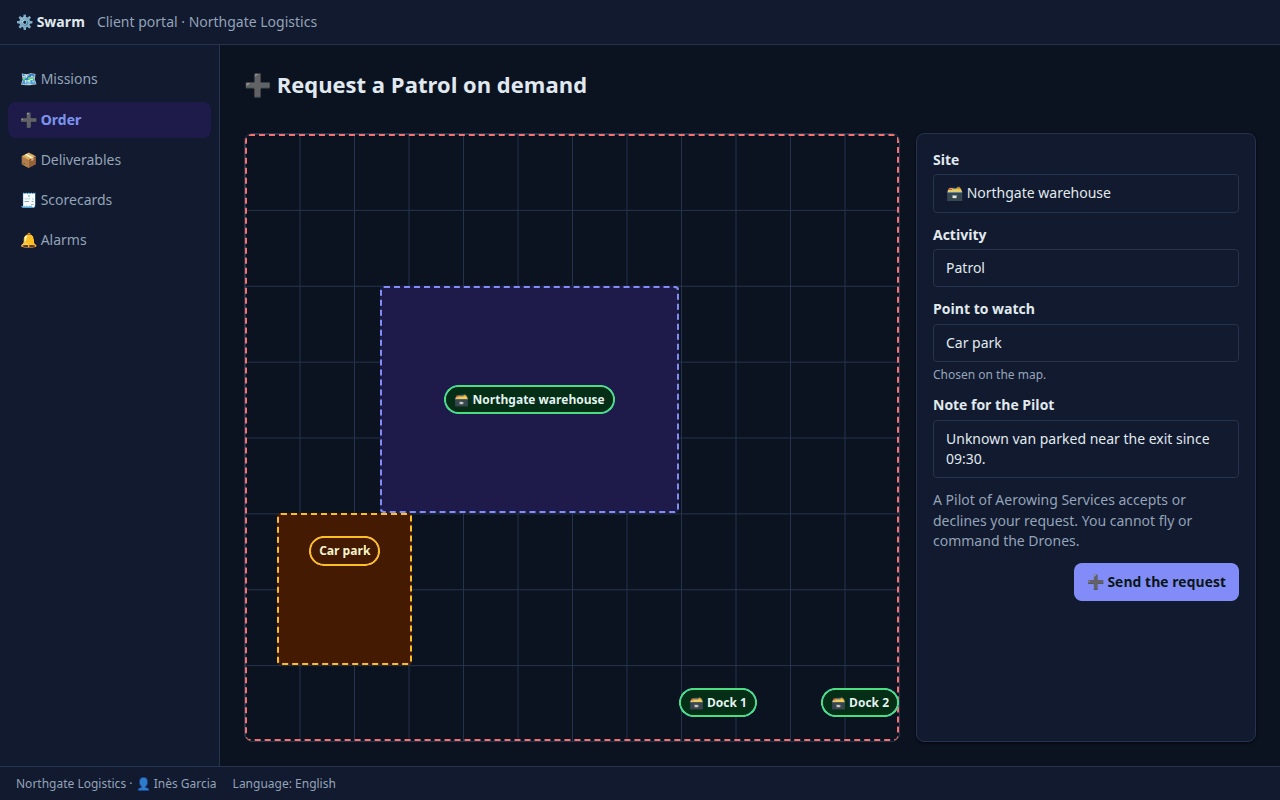 ⚙️ Swarm Client portal · Northgate Logistics
🗺️ Missions
➕ Order
📦 Deliverables
🧾 Scorecards
🔔 Alarms
➕ Request a Patrol on demand
🗃️ Northgate warehouse
Car park
🗃️ Dock 1
🗃️ Dock 2
Site
🗃️ Northgate warehouse
Activity
Patrol
Point to watch
Car park
Chosen on the map.
Note for the Pilot
Unknown van parked near the exit since
09:30.
A Pilot of Aerowing Services accepts or
declines your request. You cannot fly or
command the Drones.
➕ Send the request
Northgate Logistics · 👤 Inès Garcia Language: English